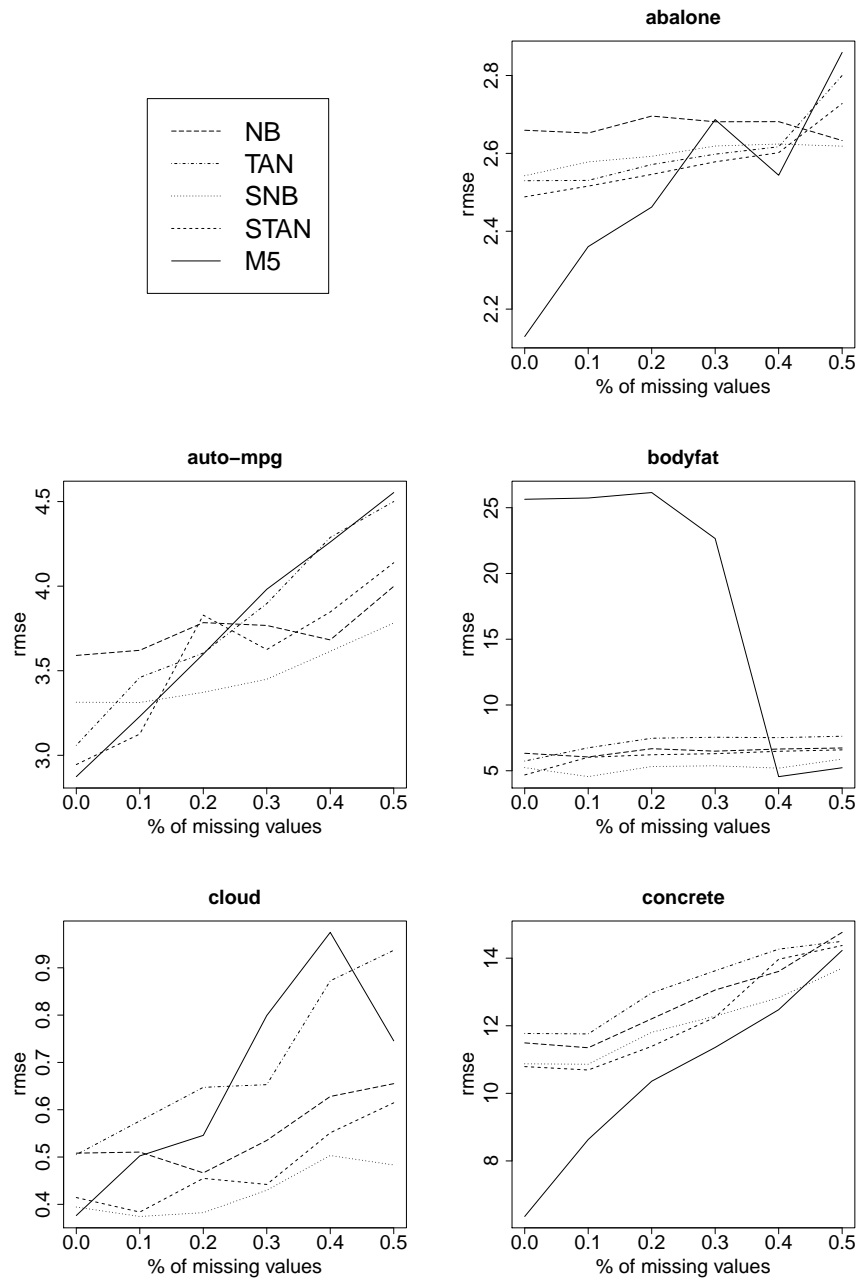 NB
TAN
SNB
STAN
M5
abalone
rmse
2.2 2.4 2.6 2.8
0.0 0.1 0.2 0.3 0.4 0.5
% of missing values
auto−mpg
rmse
3.0 3.5 4.0 4.5
0.0 0.1 0.2 0.3 0.4 0.5
% of missing values
bodyfat
rmse
5 10 15 20 25
0.0 0.1 0.2 0.3 0.4 0.5
% of missing values
cloud
rmse
0.4 0.5 0.6 0.7 0.8 0.9
0.0 0.1 0.2 0.3 0.4 0.5
% of missing values
concrete
rmse
8 10 12 14
0.0 0.1 0.2 0.3 0.4 0.5
% of missing values